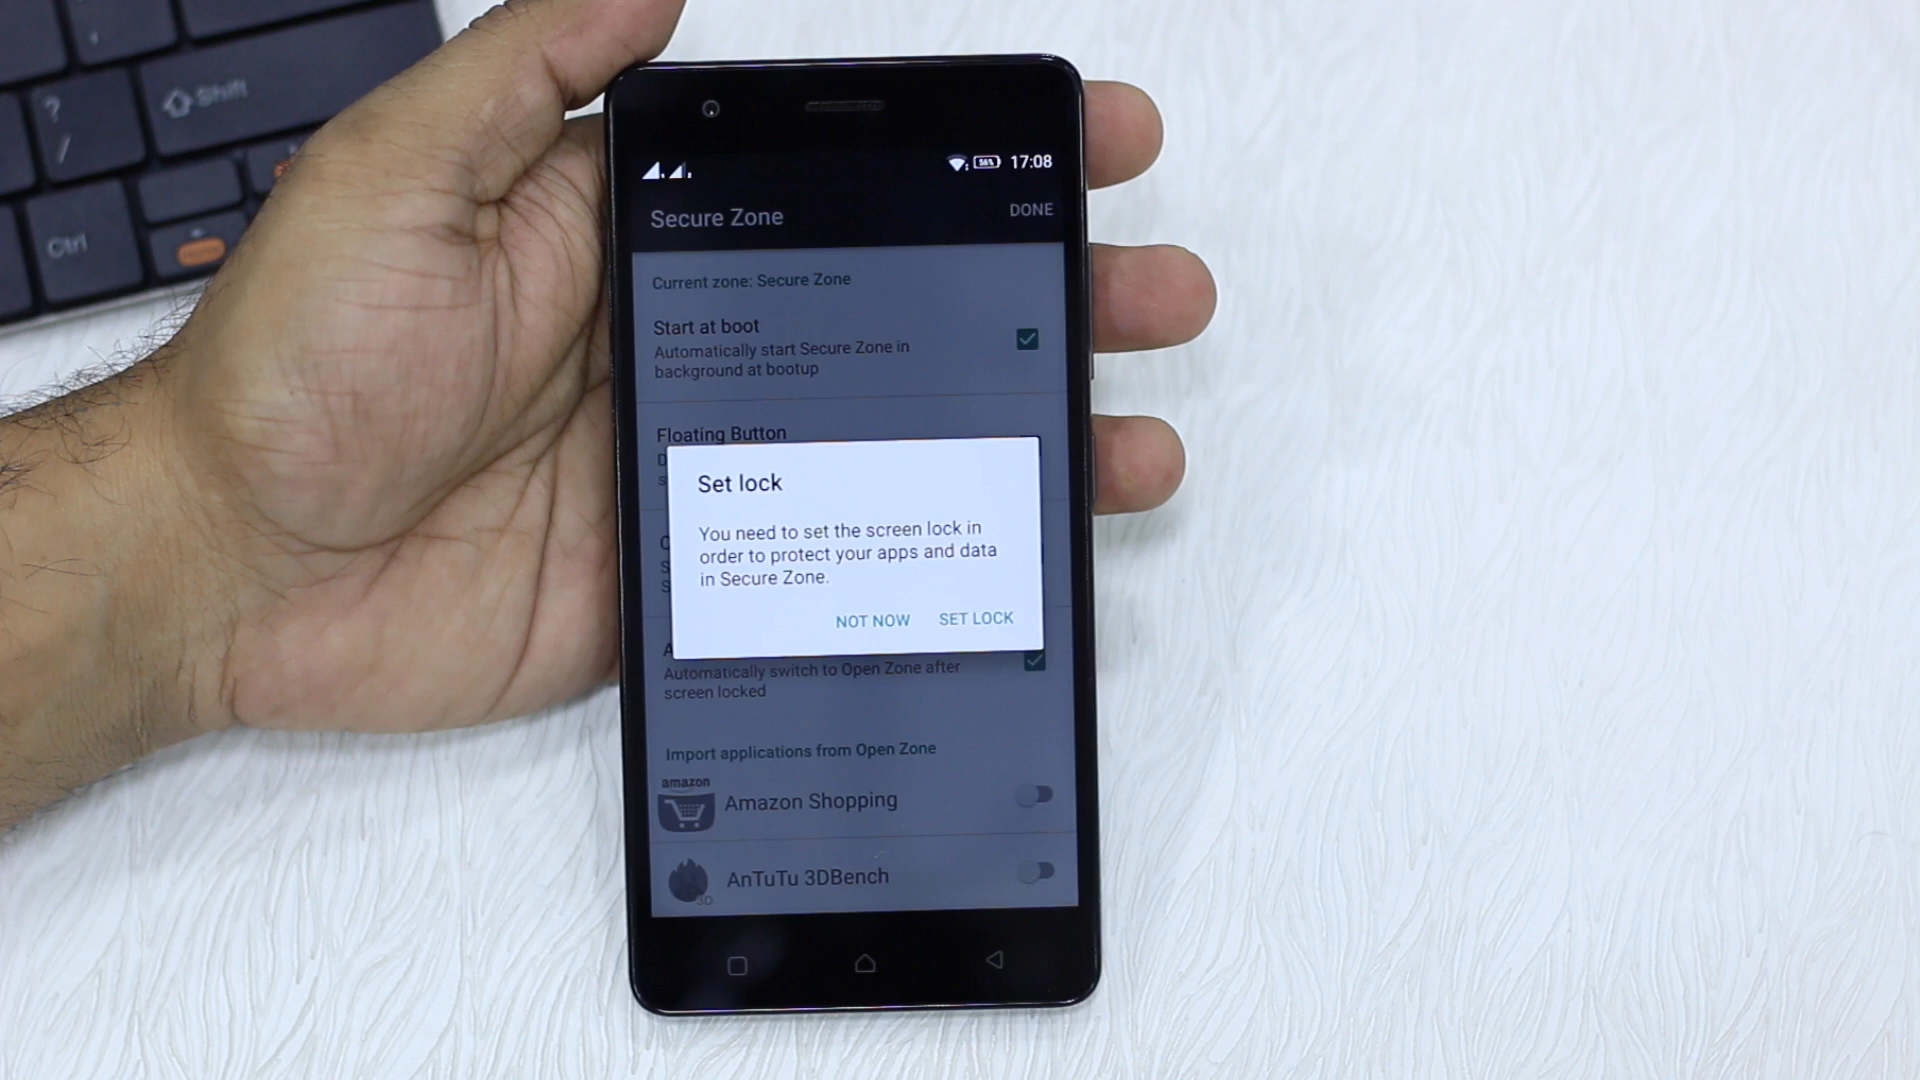 ?
/
Shift
Ctrl
56%
17:08
Secure Zone
DONE
Current zone: Secure Zone
Start at boot
Automatically start Secure Zone in
background at bootup
Floating Button
Set lock
You need to set the screen lock in
order to protect your apps and data
in Secure Zone.
NOT NOW
SET LOCK
Automatically switch to Open Zone after
screen locked
Import applications from Open Zone
amazon
Amazon Shopping
3D
AnTuTu 3DBench